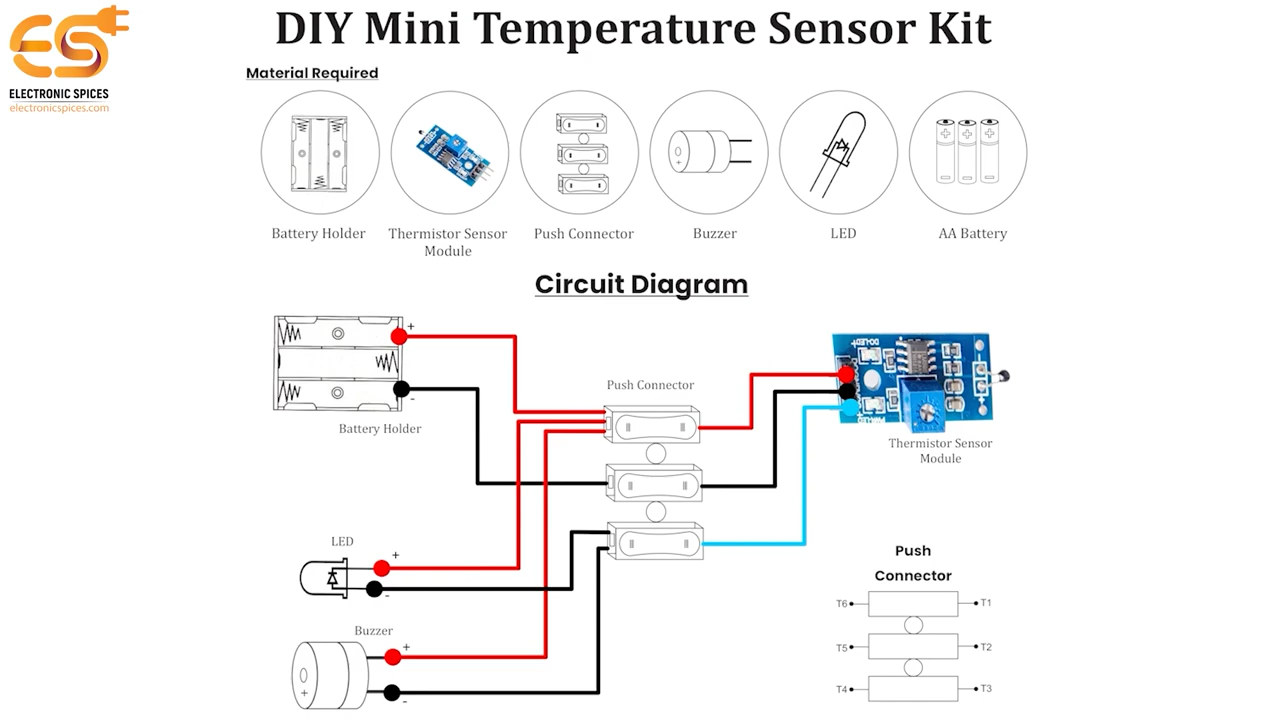 DIY Mini Temperature Sensor Kit
ELECTRONIC SPICES
electronicspices.com
Material Required
Battery Holder
Thermistor Sensor
Module
Push Connector
Buzzer
LED
AA Battery
Circuit Diagram
+
-
Battery Holder
Push Connector
DO-LED
Thermistor Sensor
Module
LED
+
-
Buzzer
+
-
Push
Connector
T6
T1
T5
T2
T4
T3